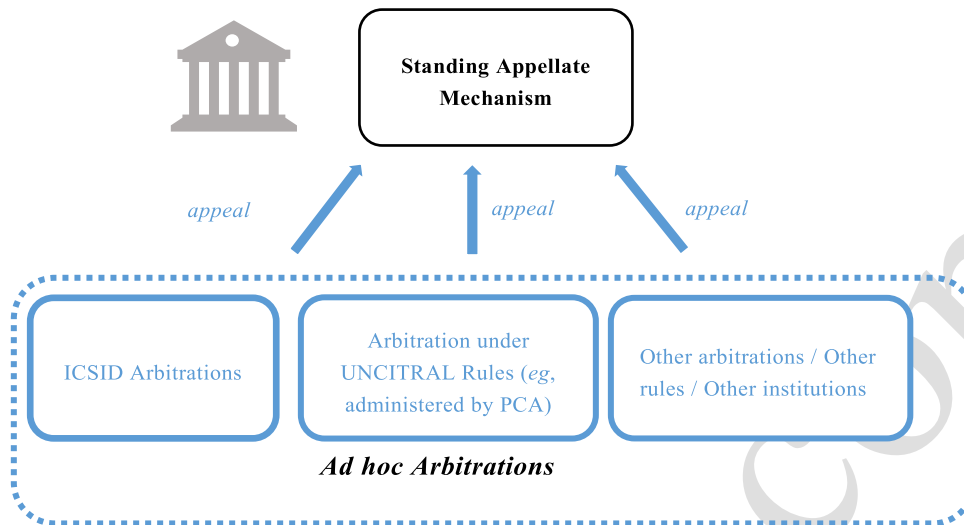 Standing Appellate
Mechanism
appeal
appeal
appeal
ICSID Arbitrations
Arbitration under
UNCITRAL Rules (eg,
administered by PCA)
Other arbitrations / Other
rules / Other institutions
Ad hoc Arbitrations